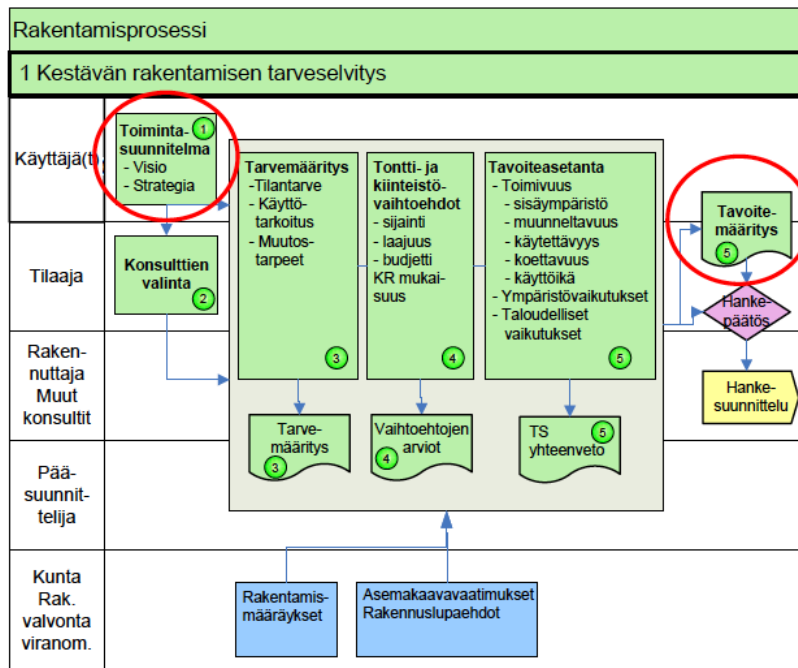 Rakentamisprosessi
1 Kestävän rakentamisen tarveselvitys
Käyttäjä(t)
Toiminta-
suunnitelma
- Visio
- Strategia
1
Tarvemääritys
-Tilantarve
- Käyttö-
tarkoitus
- Muutos-
tarpeet
3
Tontti- ja
kiinteistö-
vaihtoehdot
- sijainti
- laajuus
- budjetti
KR mukai-
suus
4
Tavoiteasetanta
- Toimivuus
- sisäympäristö
- muunneltavuus
- käytettävyys
- koettavuus
- käyttöikä
- Ympäristövaikutukset
- Taloudelliset
vaikutukset
5
Tavoite-
määritys
5
Tilaaja
Konsulttien
valinta
2
Hanke-
päätös
Raken-
nuttaja
Muut
konsultit
Hanke-
suunnittelu
Tarve-
määritys
3
Vaihtoehtojen
arviot
4
TS
yhteenveto
5
Pää-
suunnit-
telija
Kunta
Rak.
valvonta
viranom.
Rakentamis-
määräykset
Asemakaavavaatimukset
Rakennuslupaehdot